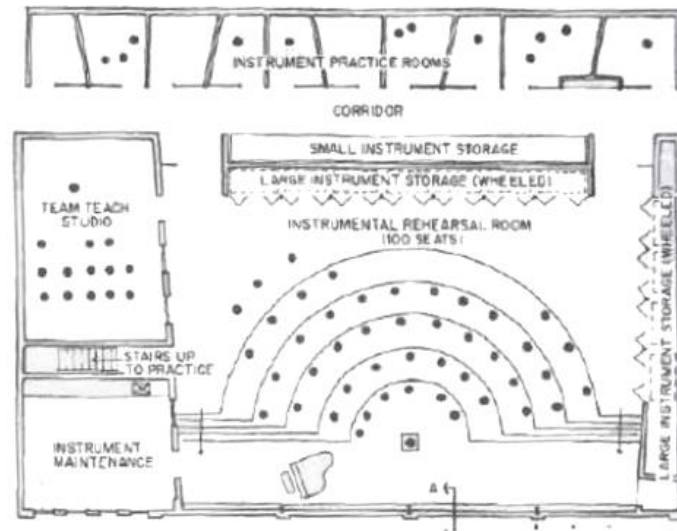 INSTRUMENT PRACTICE ROOMS
CORRIDOR
SMALL INSTRUMENT STORAGE
LARGE INSTRUMENT STORAGE (WHEELED)
TEAM TEACH
STUDIO
INSTRUMENTAL REHEARSAL ROOM
(100 SEATS)
LARGE INSTRUMENT STORAGE (WHEELED)
STAIRS UP
TO PRACTICE
INSTRUMENT
MAINTENANCE
A